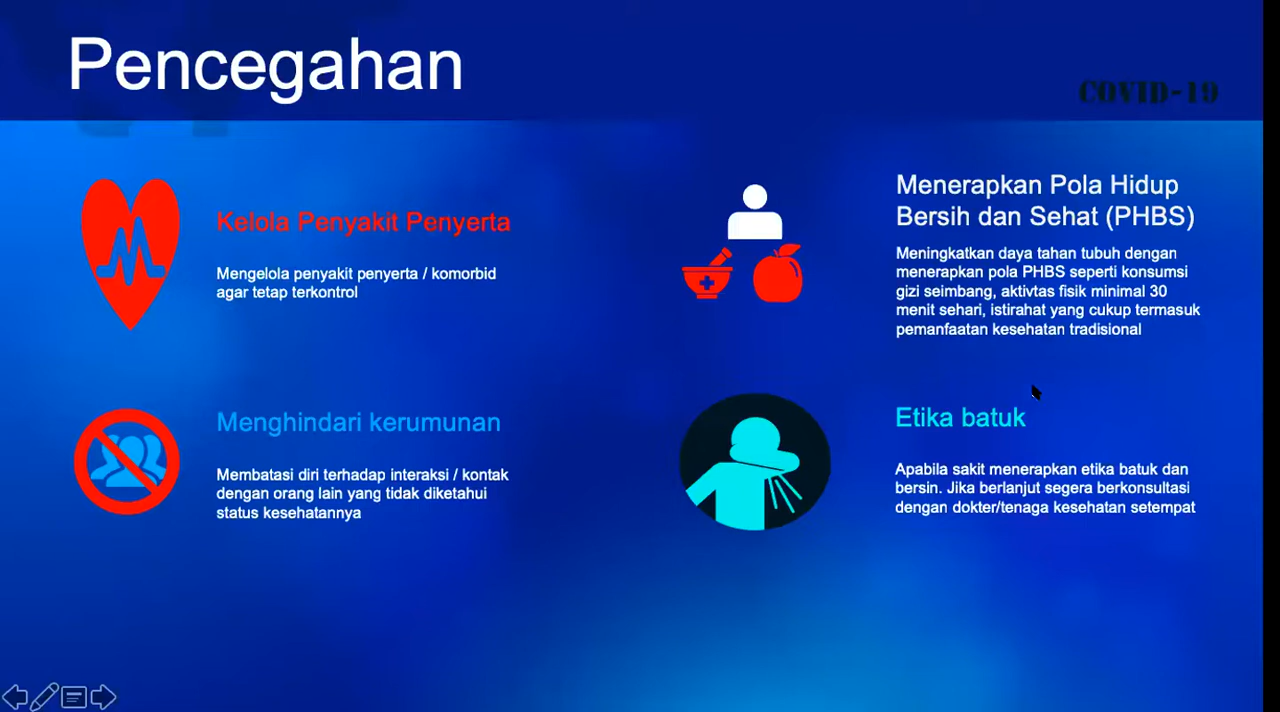 Pencegahan
COVID-19
Kelola Penyakit Penyerta
Mengelola penyakit penyerta / komorbid
agar tetap terkontrol
Menerapkan Pola Hidup
Bersih dan Sehat (PHBS)
Meningkatkan daya tahan tubuh dengan
menerapkan pola PHBS seperti konsumsi
gizi seimbang, aktivtas fisik minimal 30
menit sehari, istirahat yang cukup termasuk
pemanfaatan kesehatan tradisional
Menghindari kerumunan
Membatasi diri terhadap interaksi / kontak
dengan orang lain yang tidak diketahui
status kesehatannya
Etika batuk
Apabila sakit menerapkan etika batuk dan
bersin. Jika berlanjut segera berkonsultasi
dengan dokter/tenaga kesehatan setempat